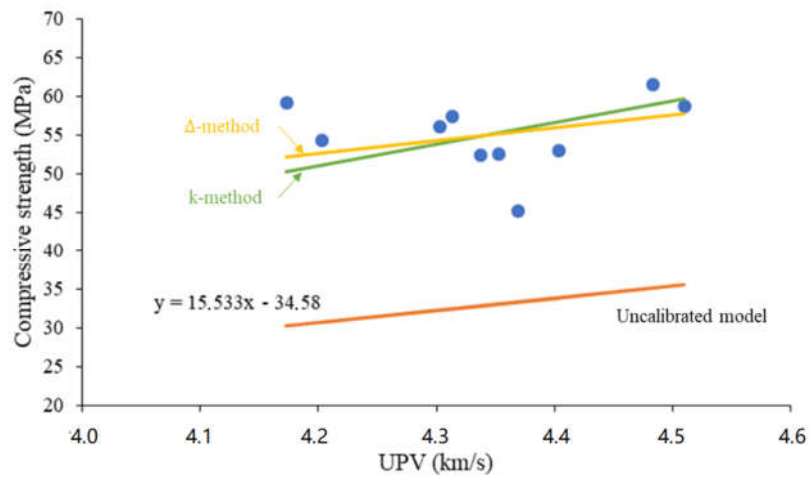 70
65
60
55
50
45
40
35
30
25
20
Compressive strength (MPa)
Δ-method
k-method
y = 15.533x - 34.58
Uncalibrated model
4.0 4.1 4.2 4.3 4.4 4.5 4.6
UPV (km/s)